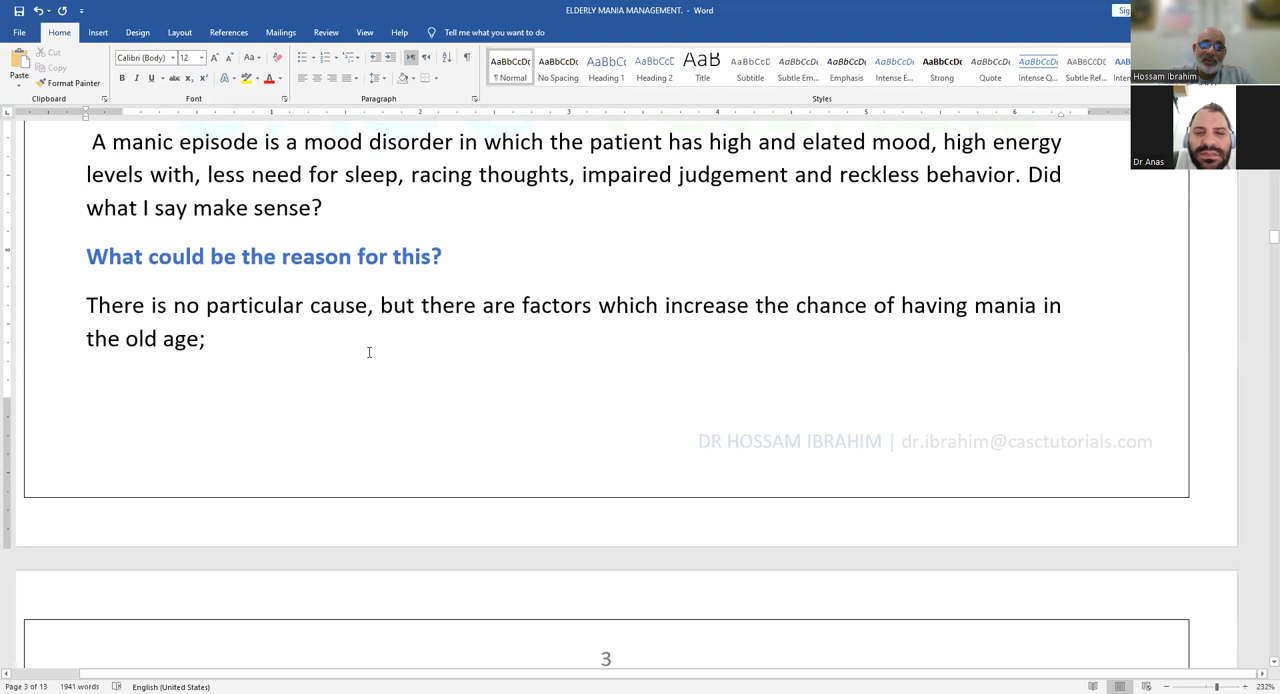 ELDERLY MANIA MANAGEMENT. - Word
File Home Insert Design Layout References Mailings Review View Help Tell me what you want to do
Paste Cut Copy Format Painter
Calibri (Body) 12
Clipboard Font Paragraph Styles
¶ Normal No Spacing Heading 1 Heading 2 Title Subtitle Subtle Em... Emphasis Intense E... Strong Quote Intense Q... Subtle Ref...
Hossam Ibrahim
Dr Anas
A manic episode is a mood disorder in which the patient has high and elated mood, high energy
levels with, less need for sleep, racing thoughts, impaired judgement and reckless behavior. Did
what I say make sense?
What could be the reason for this?
There is no particular cause, but there are factors which increase the chance of having mania in
the old age;
DR HOSSAM IBRAHIM | dr.ibrahim@casctutorials.com
3
Page 3 of 13 1941 words English (United States) 232%